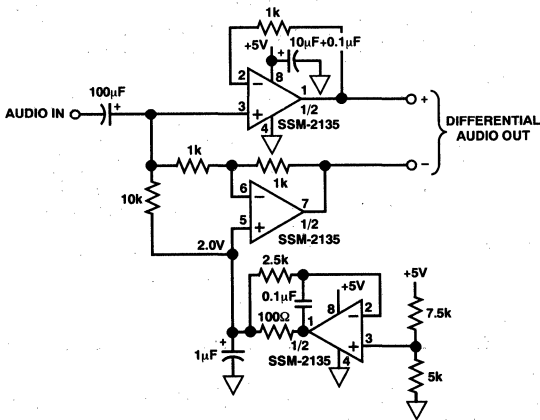 1k
+5V
+
10µF+0.1µF
8
2
−
100µF
+
AUDIO IN
3
+
1
1/2
SSM-2135
4
+
DIFFERENTIAL
AUDIO OUT
−
1k
1k
10k
6
−
7
5
+
1/2
SSM-2135
2.0V
2.5k
0.1µF
+5V
8
2
−
+5V
7.5k
100Ω
1
1/2
SSM-2135
+
3
4
+
1µF
5k